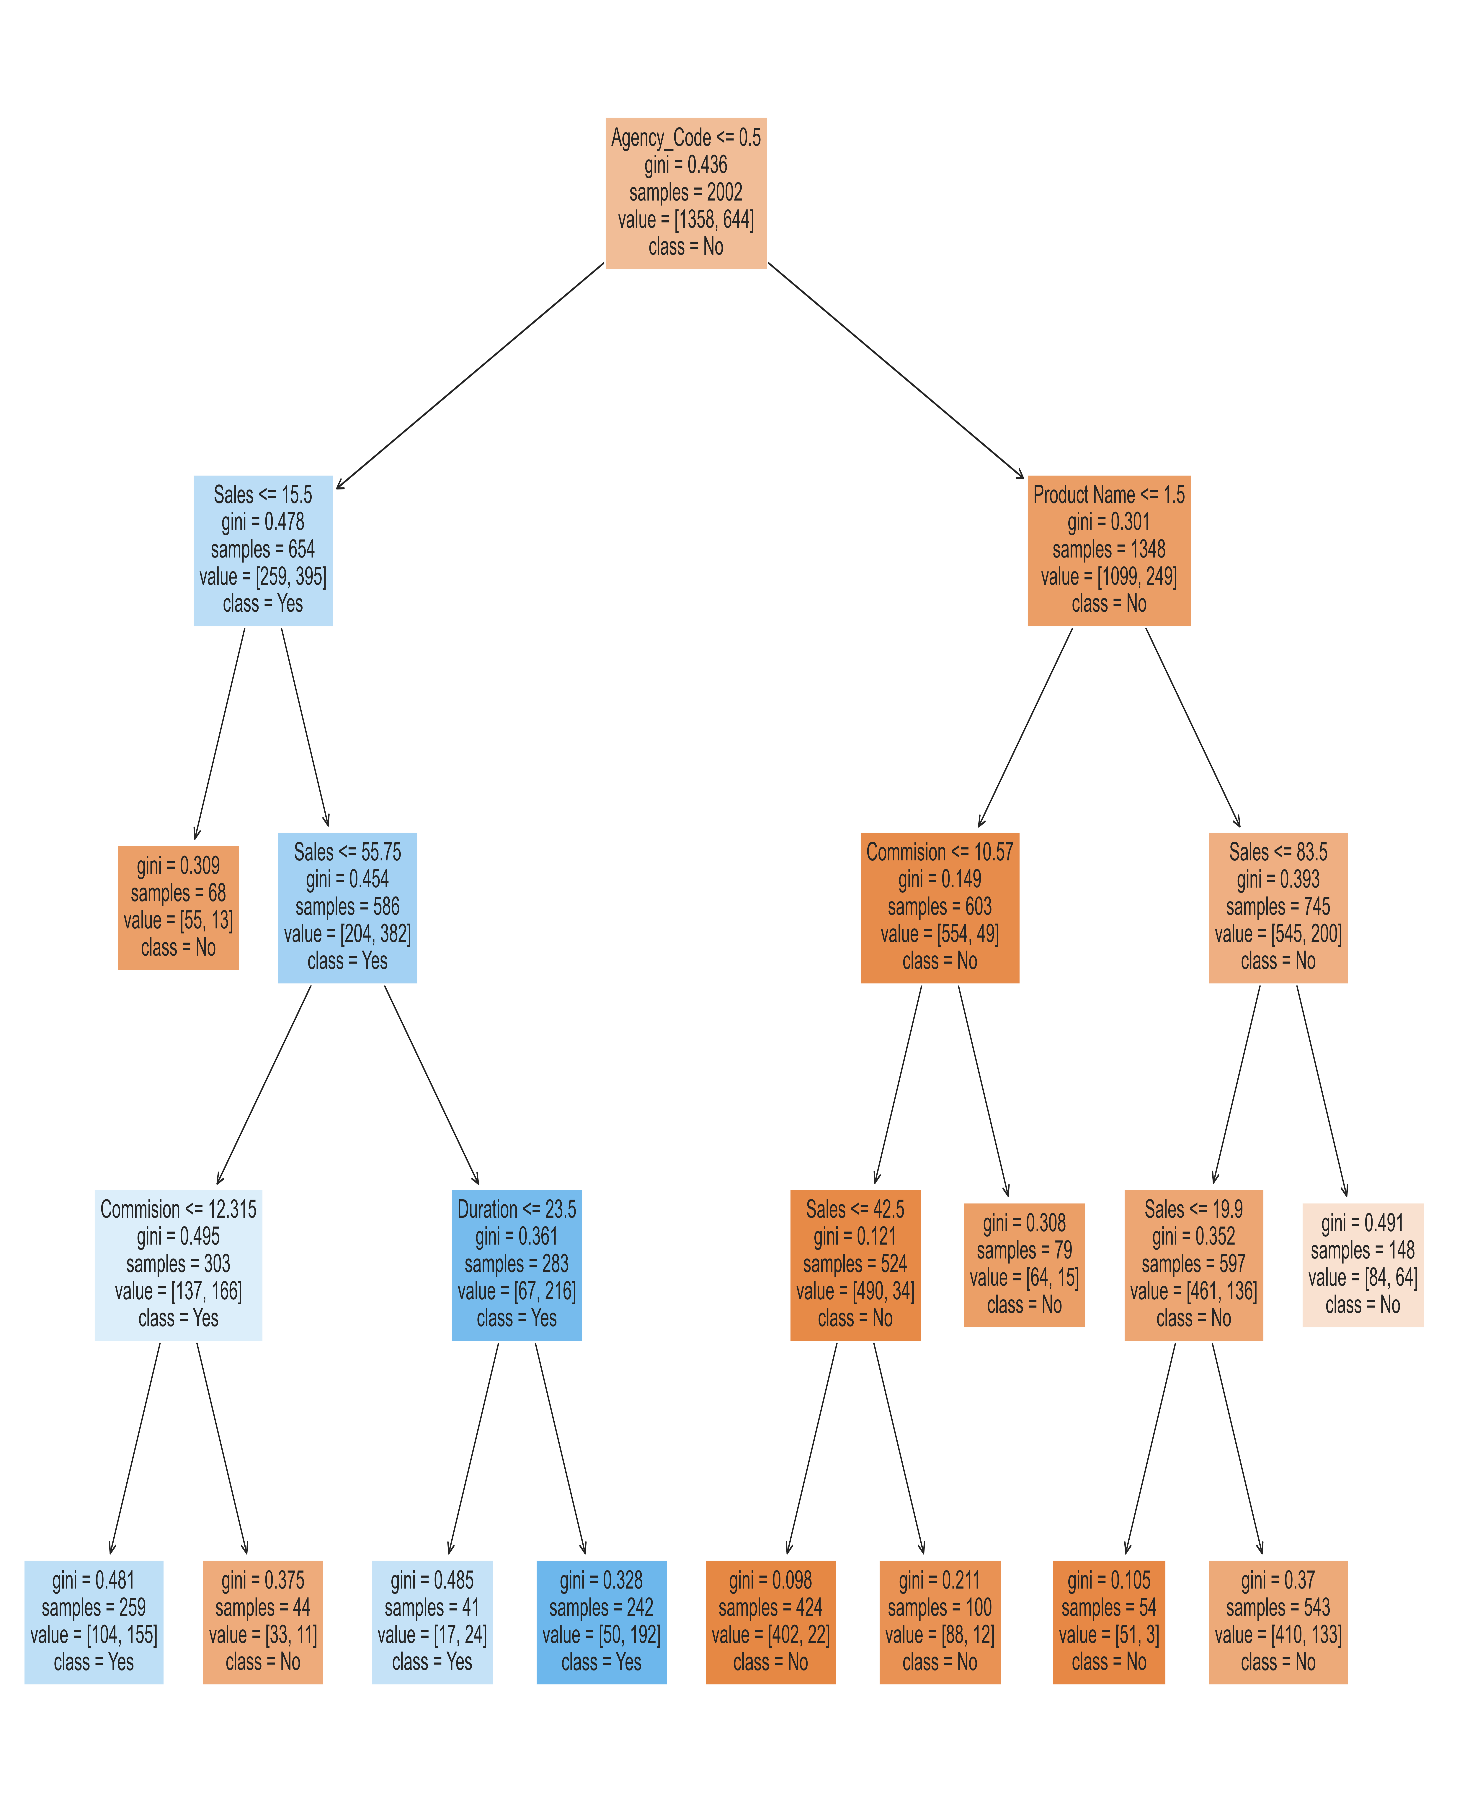 Agency_Code <= 0.5
gini = 0.436
samples = 2002
value = [1358, 644]
class = No
Sales <= 15.5
gini = 0.478
samples = 654
value = [259, 395]
class = Yes
Product Name <= 1.5
gini = 0.301
samples = 1348
value = [1099, 249]
class = No
gini = 0.309
samples = 68
value = [55, 13]
class = No
Sales <= 55.75
gini = 0.454
samples = 586
value = [204, 382]
class = Yes
Commision <= 10.57
gini = 0.149
samples = 603
value = [554, 49]
class = No
Sales <= 83.5
gini = 0.393
samples = 745
value = [545, 200]
class = No
Commision <= 12.315
gini = 0.495
samples = 303
value = [137, 166]
class = Yes
Duration <= 23.5
gini = 0.361
samples = 283
value = [67, 216]
class = Yes
Sales <= 42.5
gini = 0.121
samples = 524
value = [490, 34]
class = No
gini = 0.308
samples = 79
value = [64, 15]
class = No
Sales <= 19.9
gini = 0.352
samples = 597
value = [461, 136]
class = No
gini = 0.491
samples = 148
value = [84, 64]
class = No
gini = 0.481
samples = 259
value = [104, 155]
class = Yes
gini = 0.375
samples = 44
value = [33, 11]
class = No
gini = 0.485
samples = 41
value = [17, 24]
class = Yes
gini = 0.328
samples = 242
value = [50, 192]
class = Yes
gini = 0.098
samples = 424
value = [402, 22]
class = No
gini = 0.211
samples = 100
value = [88, 12]
class = No
gini = 0.105
samples = 54
value = [51, 3]
class = No
gini = 0.37
samples = 543
value = [410, 133]
class = No